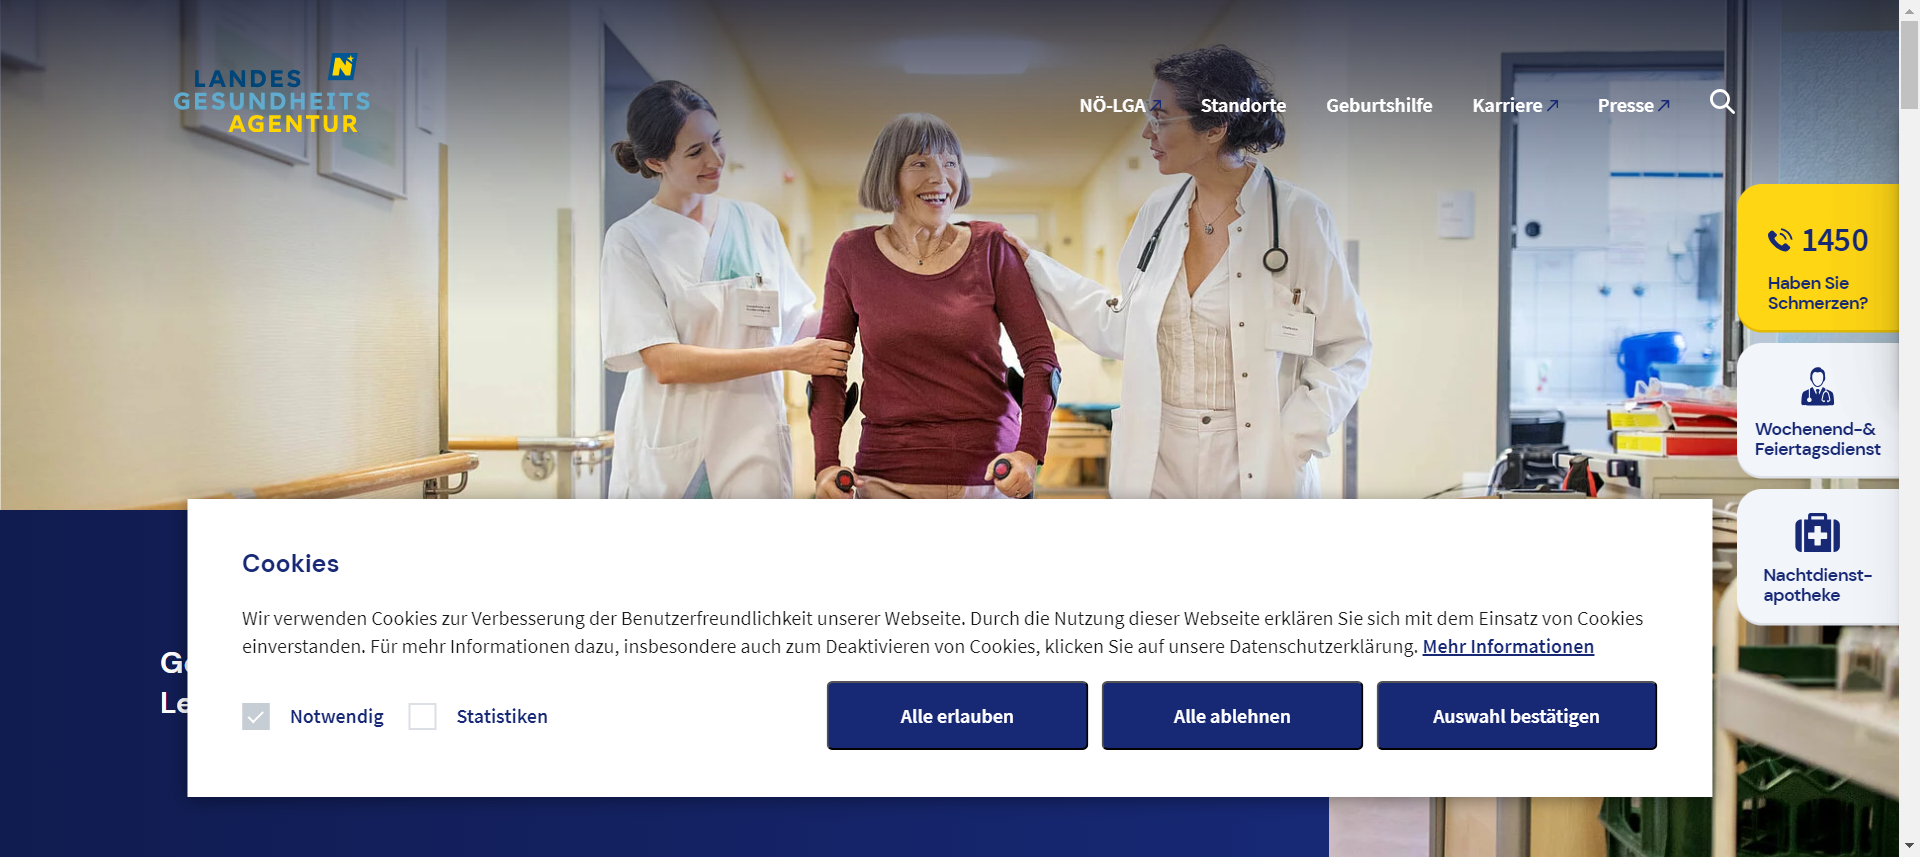 LANDES
GESUNDHEITS
AGENTUR
N
NÖ-LGA
Standorte
Geburtshilfe
Karriere
Presse
1450
Haben Sie
Schmerzen?
Wochenend-&
Feiertagsdienst
Nachtdienst-
apotheke
Cookies
Wir verwenden Cookies zur Verbesserung der Benutzerfreundlichkeit unserer Webseite. Durch die Nutzung dieser Webseite erklären Sie sich mit dem Einsatz von Cookies
einverstanden. Für mehr Informationen dazu, insbesondere auch zum Deaktivieren von Cookies, klicken Sie auf unsere Datenschutzerklärung. Mehr Informationen
Notwendig
Statistiken
Alle erlauben
Alle ablehnen
Auswahl bestätigen